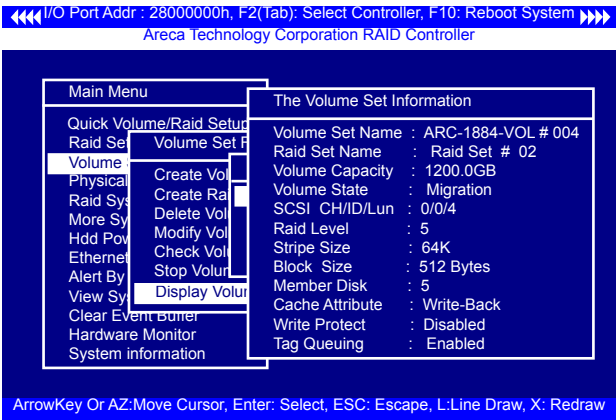 I/O Port Addr : 28000000h, F2(Tab): Select Controller, F10: Reboot System
Areca Technology Corporation RAID Controller
Main Menu
Quick Volume/Raid Setup
Raid Set
Volume
Physical
Raid Sys
More Sy
Hdd Pow
Ethernet
Alert By
View Sy
Clear Event Buffer
Hardware Monitor
System information
Volume Set F
Create Vol
Create Ra
Delete Vol
Modify Vol
Check Volu
Stop Volum
Display Volum
The Volume Set Information
Volume Set Name : ARC-1884-VOL # 004
Raid Set Name : Raid Set # 02
Volume Capacity : 1200.0GB
Volume State : Migration
SCSI CH/ID/Lun : 0/0/4
Raid Level : 5
Stripe Size : 64K
Block Size : 512 Bytes
Member Disk : 5
Cache Attribute : Write-Back
Write Protect : Disabled
Tag Queuing : Enabled
ArrowKey Or AZ:Move Cursor, Enter: Select, ESC: Escape, L:Line Draw, X: Redraw